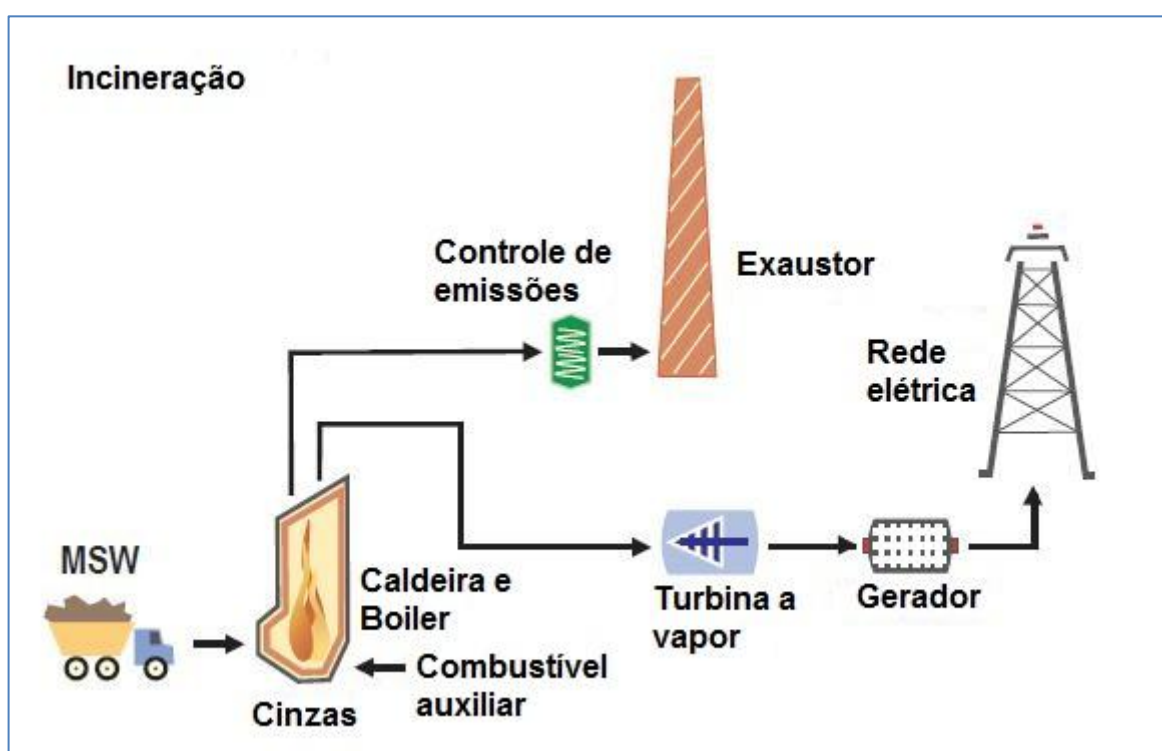 Incineração
Controle de
emissões
Exaustor
Rede
elétrica
MSW
Caldeira e
Boiler
Turbina a
vapor
Gerador
Combustível
auxiliar
Cinzas